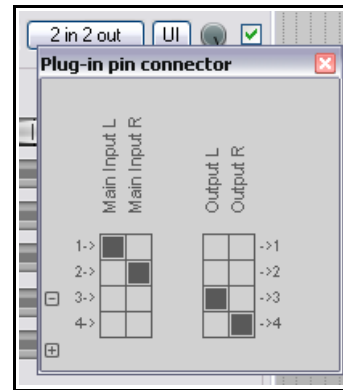 2 in 2 out UI
Plug-in pin connector
Main Input L
Main Input R
Output L
Output R
1-> ->1
2-> ->2
3-> ->3
4-> ->4